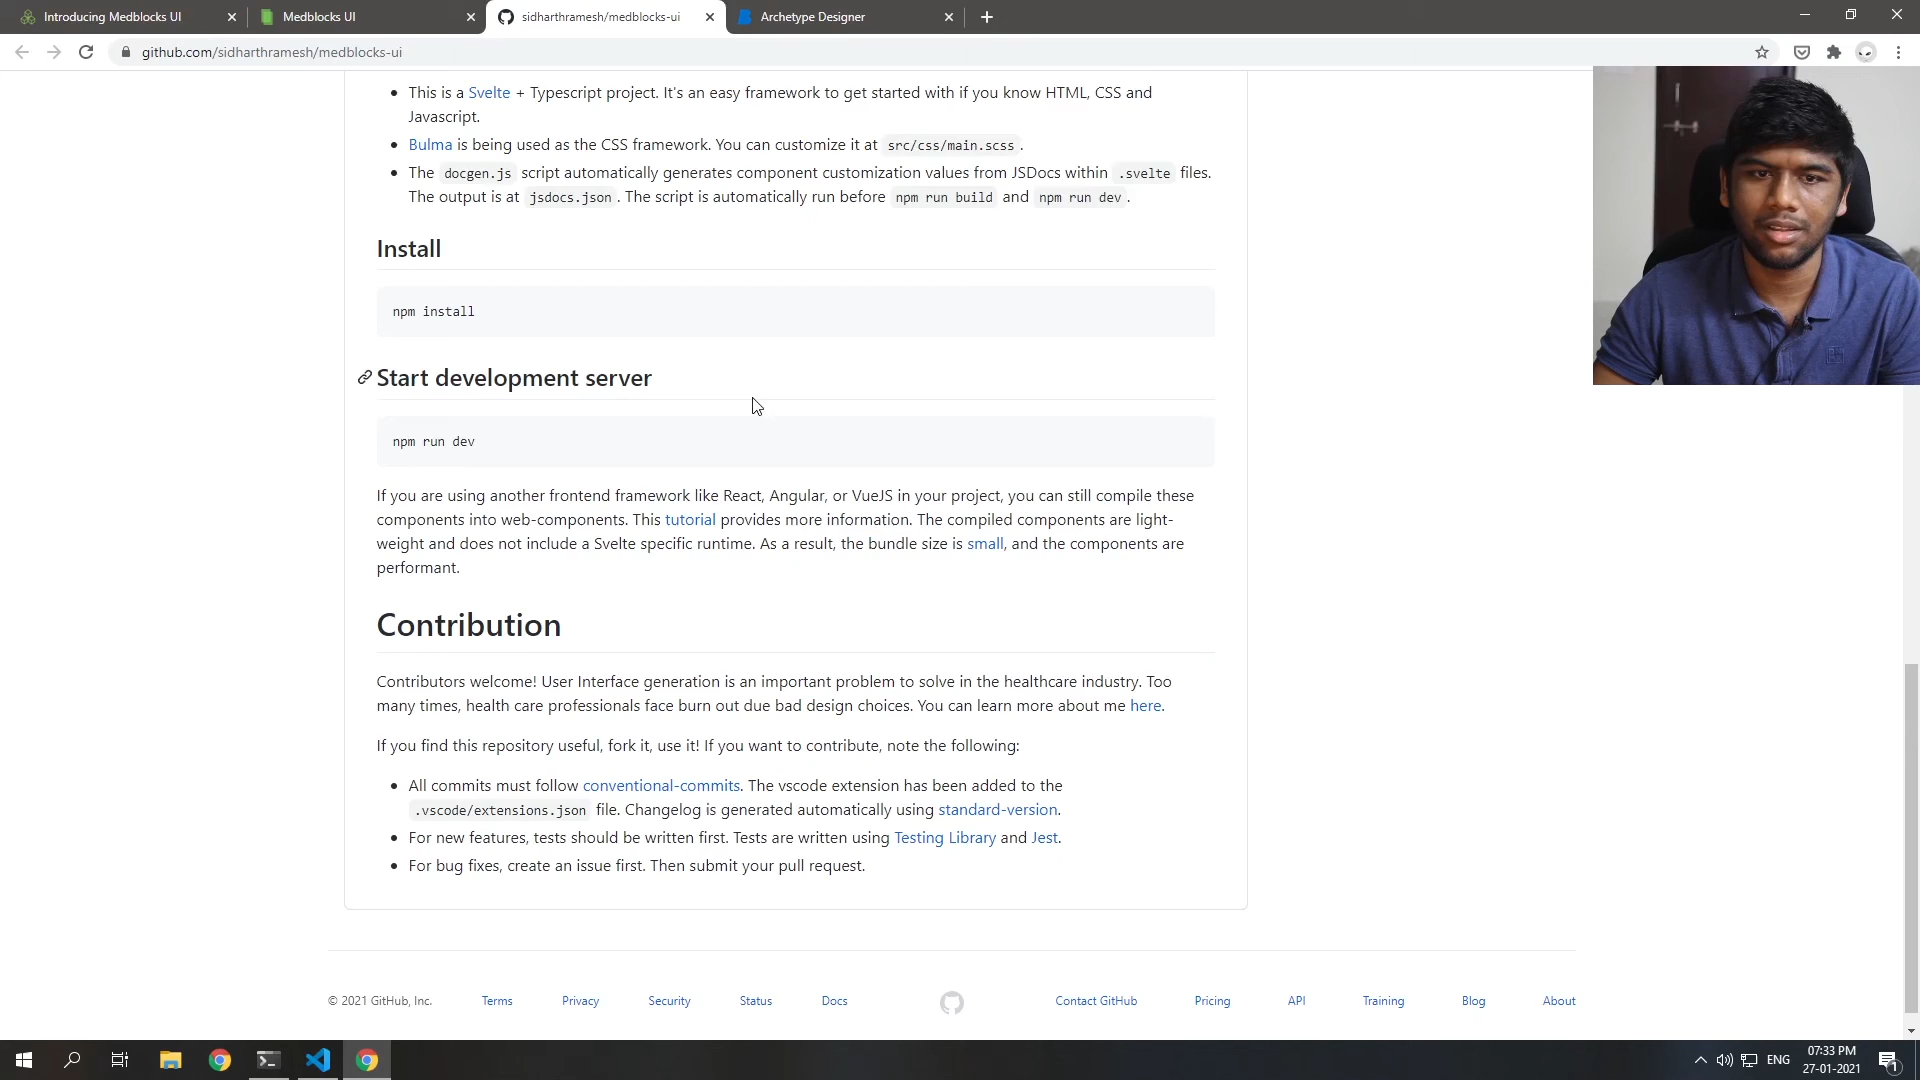 Introducing Medblocks UI
Medblocks UI
sidharthramesh/medblocks-ui
Archetype Designer
github.com/sidharthramesh/medblocks-ui
This is a Svelte + Typescript project. It's an easy framework to get started with if you know HTML, CSS and
Javascript.
Bulma is being used as the CSS framework. You can customize it at src/css/main.scss .
The docgen.js script automatically generates component customization values from JSDocs within .svelte files.
The output is at jsdocs.json . The script is automatically run before npm run build and npm run dev .
Install
npm install
Start development server
npm run dev
If you are using another frontend framework like React, Angular, or VueJS in your project, you can still compile these
components into web-components. This tutorial provides more information. The compiled components are light-
weight and does not include a Svelte specific runtime. As a result, the bundle size is small, and the components are
performant.
Contribution
Contributors welcome! User Interface generation is an important problem to solve in the healthcare industry. Too
many times, health care professionals face burn out due bad design choices. You can learn more about me here.
If you find this repository useful, fork it, use it! If you want to contribute, note the following:
All commits must follow conventional-commits. The vscode extension has been added to the
.vscode/extensions.json file. Changelog is generated automatically using standard-version.
For new features, tests should be written first. Tests are written using Testing Library and Jest.
For bug fixes, create an issue first. Then submit your pull request.
© 2021 GitHub, Inc. Terms Privacy Security Status Docs Contact GitHub Pricing API Training Blog About
ENG
07:33 PM
27-01-2021
1